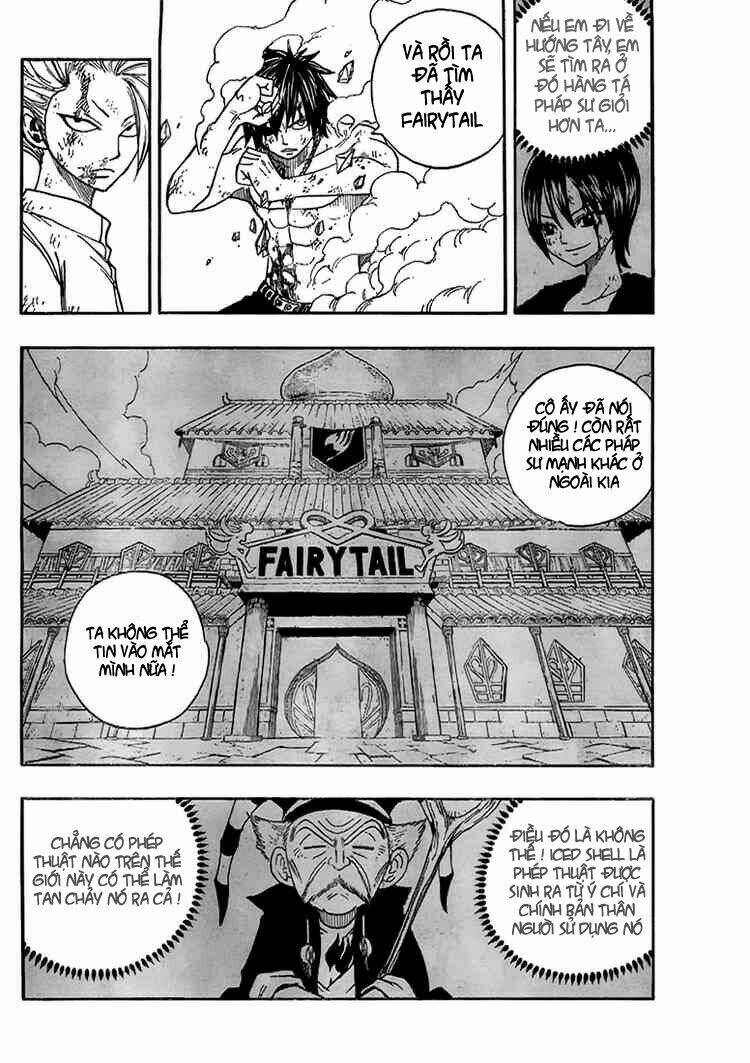 NẾU EM ĐI VỀ
HƯỚNG TÂY, EM
SẼ TÌM RA Ở
ĐÓ HÀNG TÁ
PHÁP SƯ GIỎI
HƠN TA...
VÀ RỒI TA
ĐÃ TÌM
THẤY
FAIRYTAIL
CÔ ẤY ĐÃ NÓI
ĐÚNG ! CÒN RẤT
NHIỀU CÁC PHÁP
SƯ MẠNH KHÁC Ở
NGOÀI KIA
FAIRYTAIL
TA KHÔNG THỂ
TIN VÀO MẮT
MÌNH NỮA !
ĐIỀU ĐÓ LÀ KHÔNG
THỂ ! ICED SHELL LÀ
PHÉP THUẬT ĐƯỢC
SINH RA TỪ Ý CHÍ VÀ
CHÍNH BẢN THÂN
NGƯỜI SỬ DỤNG NÓ
CHẲNG CÓ PHÉP
THUẬT NÀO TRÊN THẾ
GIỚI NÀY CÓ THỂ LÀM
TAN CHẢY NÓ RA CẢ !